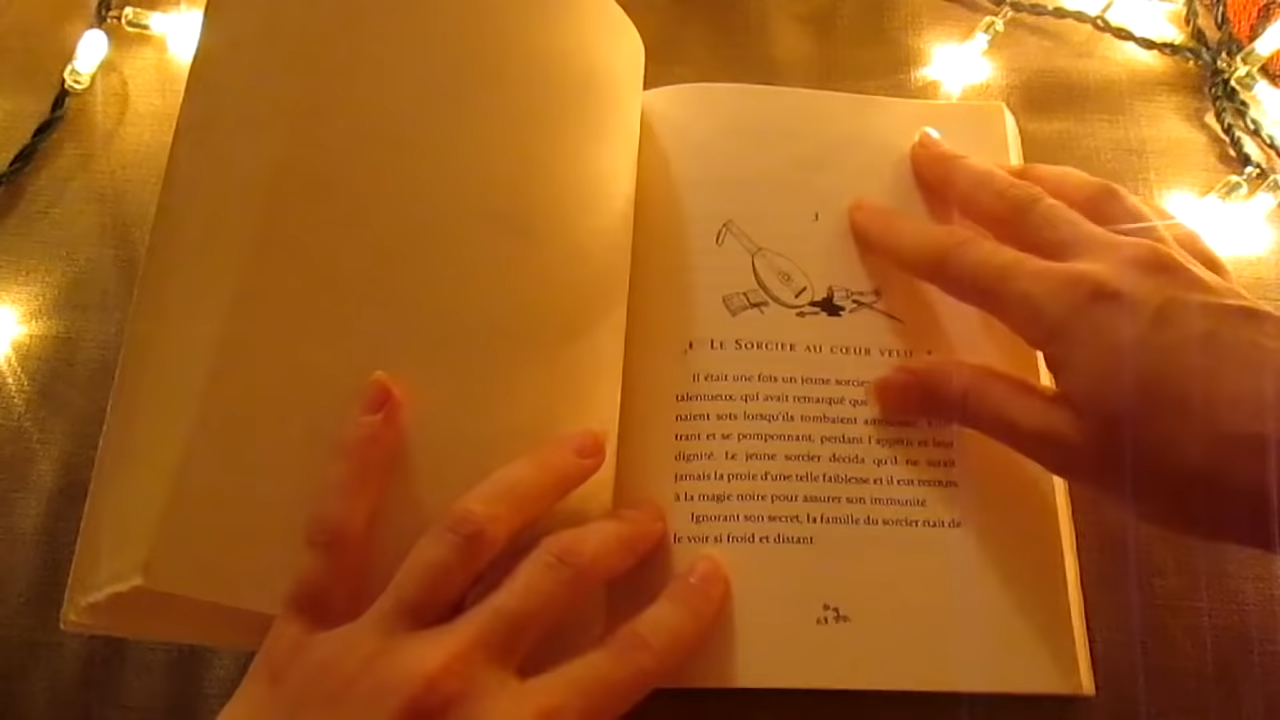 3
LE SORCIER AU CŒUR VELU
Il était une fois un jeune sorcier
talentueux, qui avait remarqué que
naient sots lorsqu'ils tombaient
trant et se pomponnant, perdant l'appétit et leur
dignité. Le jeune sorcier décida qu'il ne serait
jamais la proie d'une telle faiblesse et il eut recours
à la magie noire pour assurer son immunité.
Ignorant son secret, la famille du sorcier riait de
le voir si froid et distant.